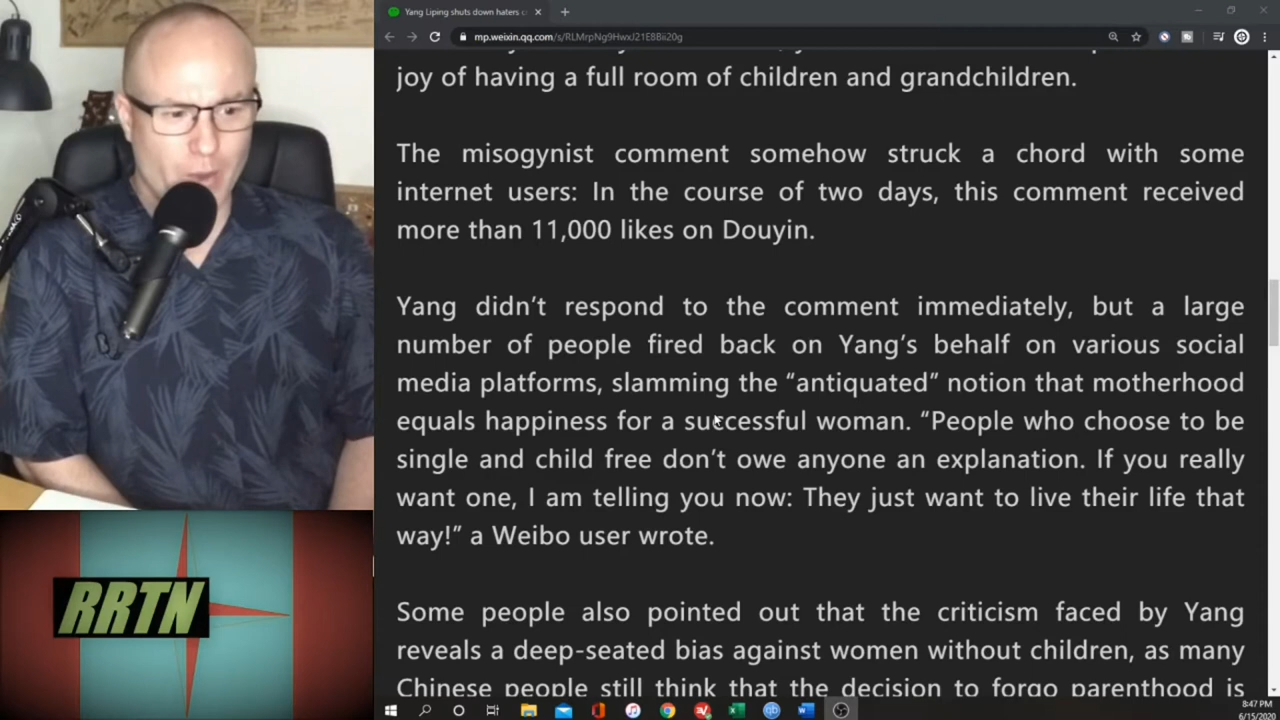 Yang Liping shuts down haters c
mp.weixin.qq.com/s/RLMrpNg9HwxJ21E8Bii20g
joy of having a full room of children and grandchildren.
The misogynist comment somehow struck a chord with some
internet users: In the course of two days, this comment received
more than 11,000 likes on Douyin.
Yang didn’t respond to the comment immediately, but a large
number of people fired back on Yang’s behalf on various social
media platforms, slamming the “antiquated” notion that motherhood
equals happiness for a successful woman. “People who choose to be
single and child free don’t owe anyone an explanation. If you really
want one, I am telling you now: They just want to live their life that
way!” a Weibo user wrote.
Some people also pointed out that the criticism faced by Yang
reveals a deep-seated bias against women without children, as many
Chinese people still think that the decision to forgo parenthood is
RRTN
8:47 PM
6/15/2020